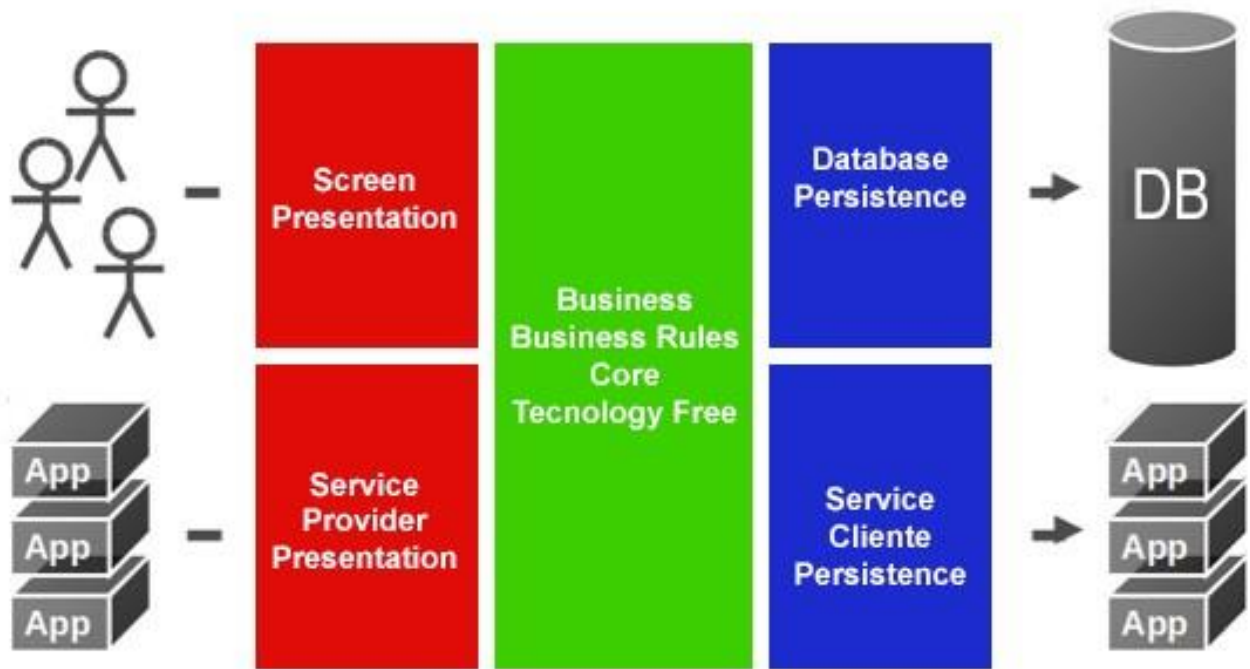 Screen
Presentation
Business
Business Rules
Core
Tecnology Free
Database
Persistence
DB
App
App
App
Service
Provider
Presentation
Service
Cliente
Persistence
App
App
App